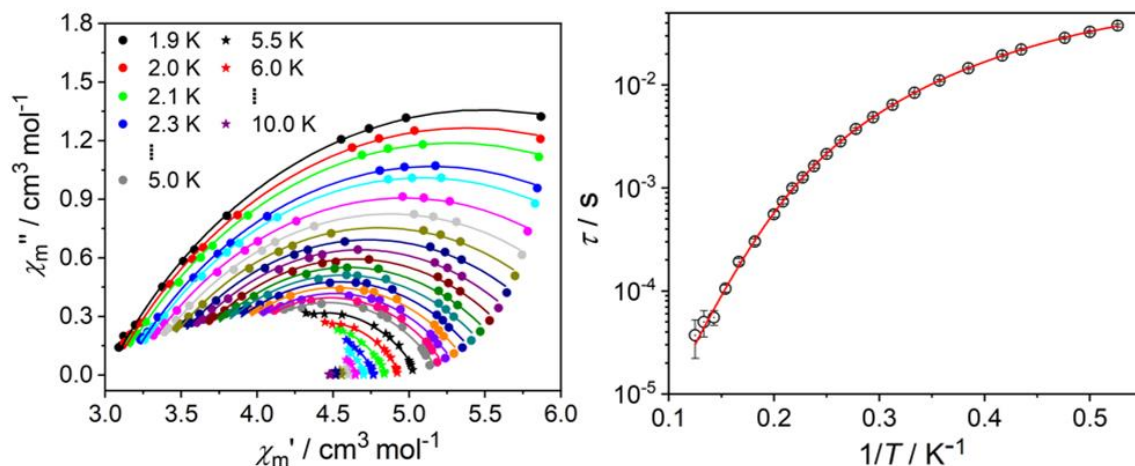 1.8
1.5
1.2
0.9
0.6
0.3
0.0
χm'' / cm³ mol⁻¹
1.9 K
2.0 K
2.1 K
2.3 K
5.0 K
5.5 K
6.0 K
10.0 K
3.0 3.5 4.0 4.5 5.0 5.5 6.0
χm' / cm³ mol⁻¹
10⁻²
10⁻³
10⁻⁴
10⁻⁵
τ / s
0.1 0.2 0.3 0.4 0.5
1/T / K⁻¹